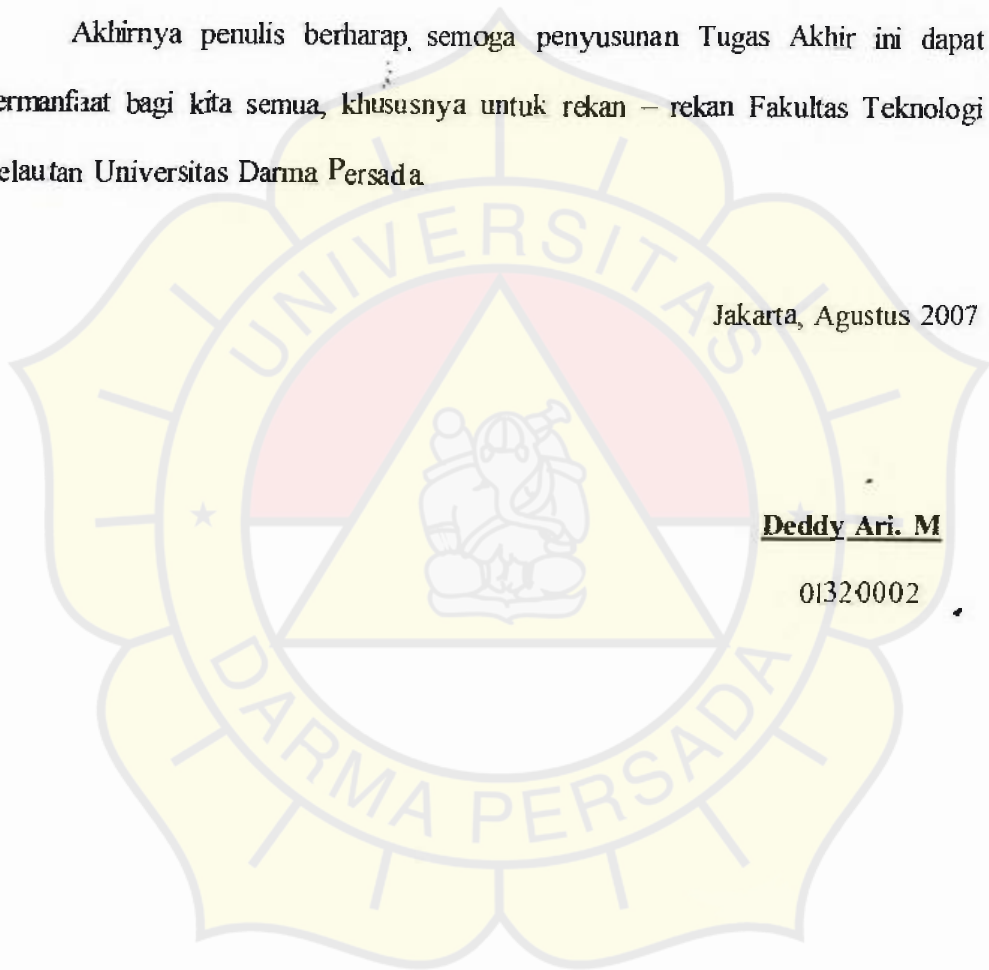 Akhirnya penulis berharap semoga penyusunan Tugas Akhir ini dapat
ermanfaat bagi kita semua, khususnya untuk rekan – rekan Fakultas Teknologi
elautan Universitas Darma Persada
Jakarta, Agustus 2007
Deddy Ari. M
01320002
UNIVERSITAS
DARMA PERSADA